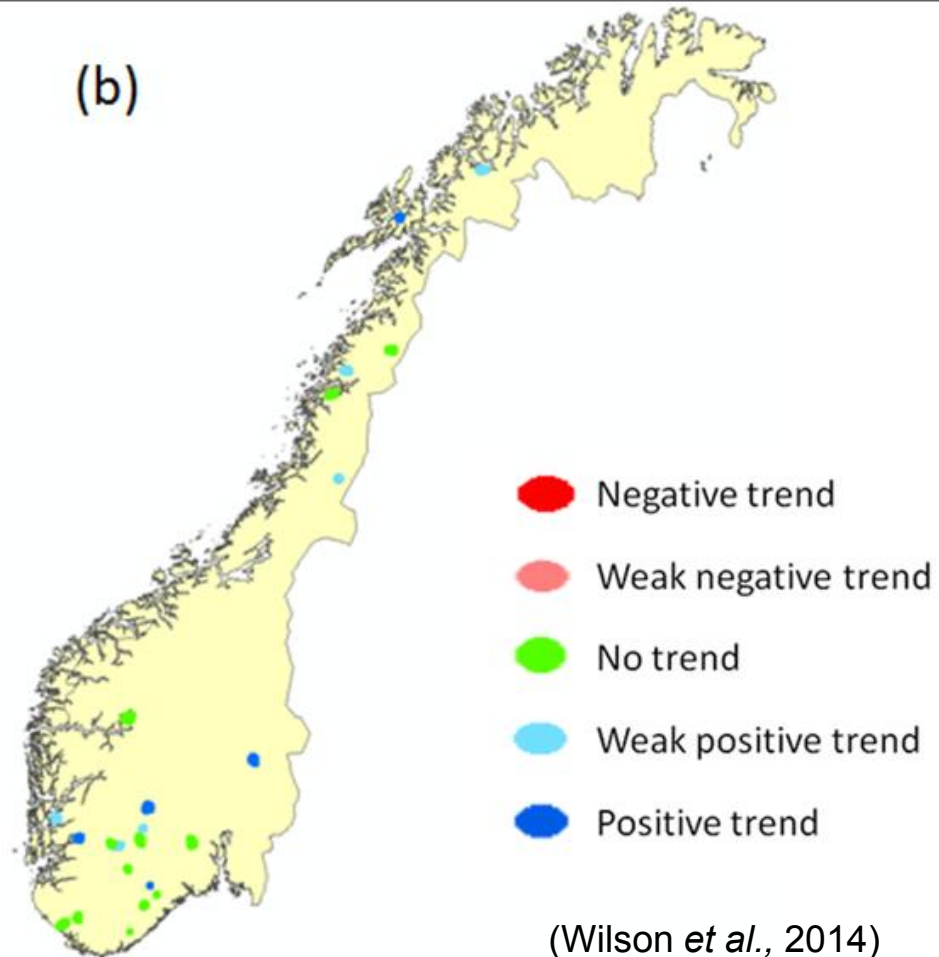 (b)
Negative trend
Weak negative trend
No trend
Weak positive trend
Positive trend
(Wilson et al., 2014)